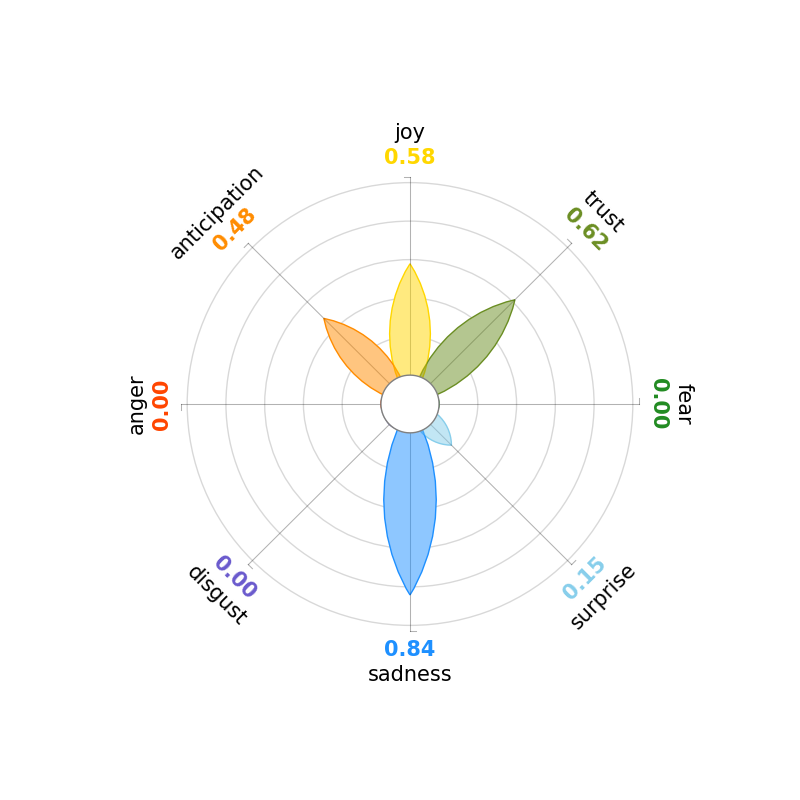 joy
0.58
trust
0.62
fear
0.00
surprise
0.15
0.84
sadness
0.00
disgust
anger
0.00
anticipation
0.48